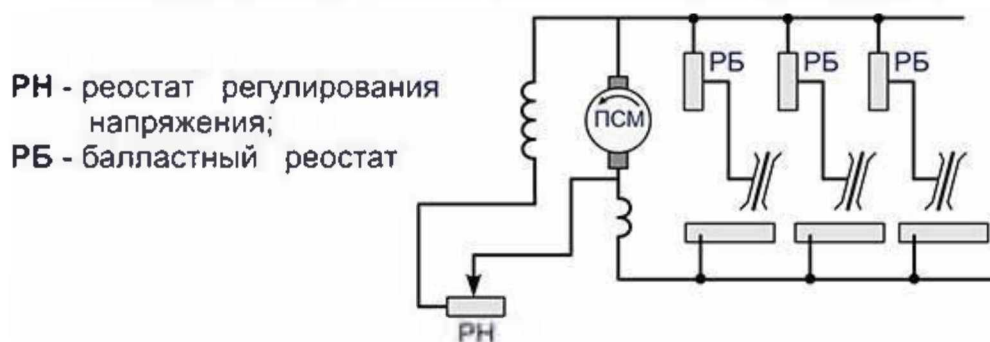 РН - реостат регулирования
напряжения;
РБ - балластный реостат
РБ РБ РБ
ПСМ
РН